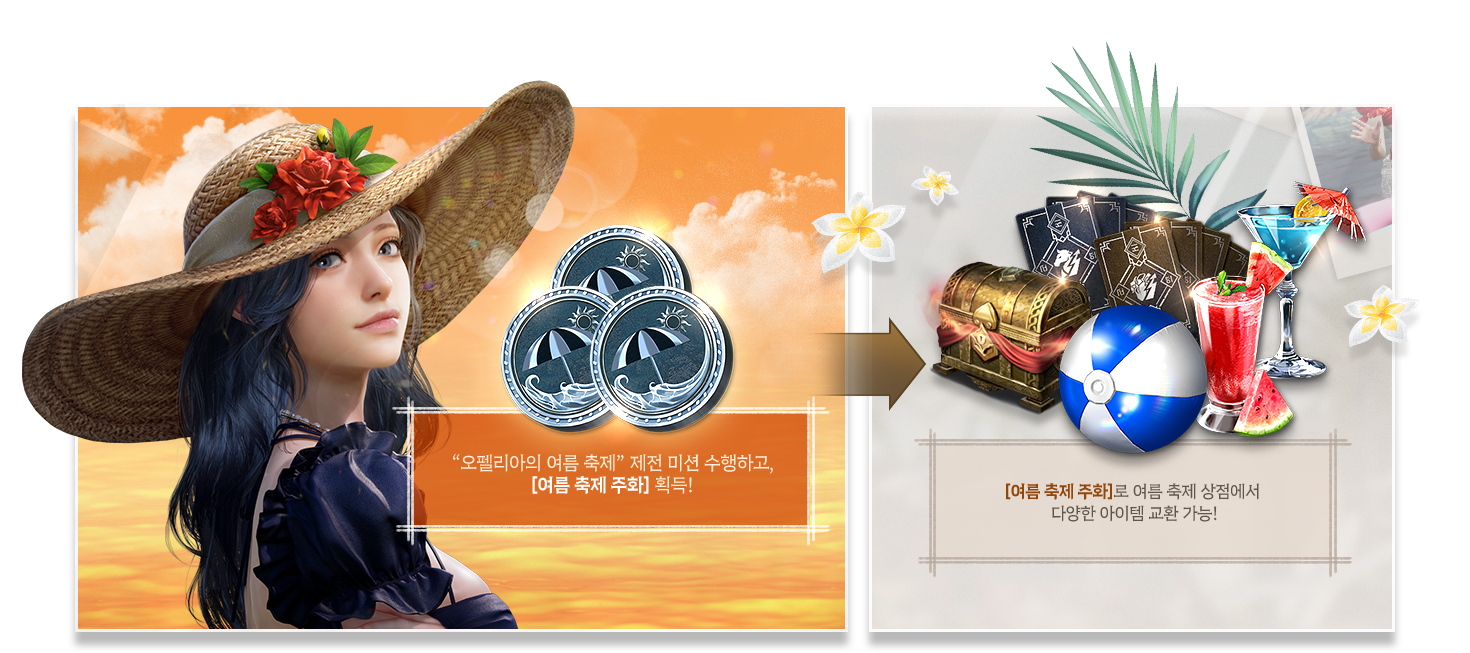 “오펠리아의 여름 축제” 제전 미션 수행하고,
[여름 축제 주화] 획득!
[여름 축제 주화]로 여름 축제 상점에서
다양한 아이템 교환 가능!